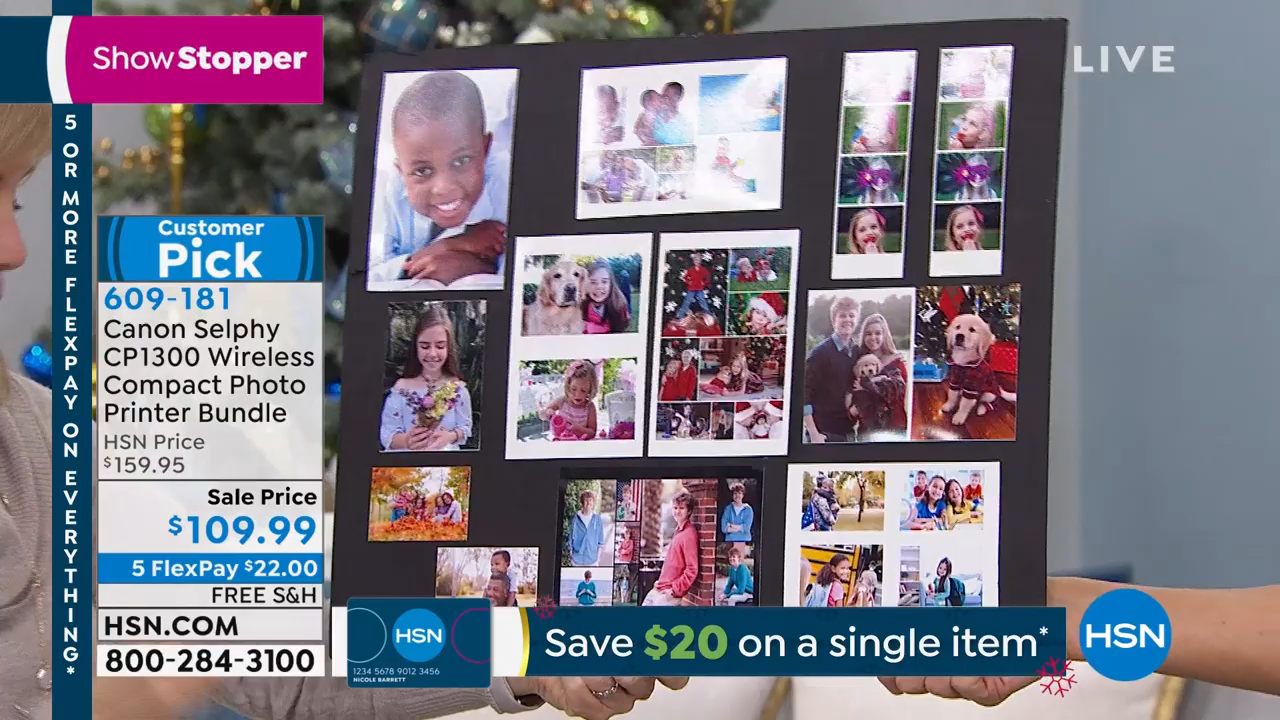 ShowStopper
LIVE
5 OR MORE FLEXPAY ON EVERYTHING*
Customer
Pick
609-181
Canon Selphy
CP1300 Wireless
Compact Photo
Printer Bundle
HSN Price
$159.95
Sale Price
$109.99
5 FlexPay $22.00
FREE S&H
HSN.COM
800-284-3100
HSN
1234 5678 9012 3456
NICOLE BARRETT
Save $20 on a single item*
HSN